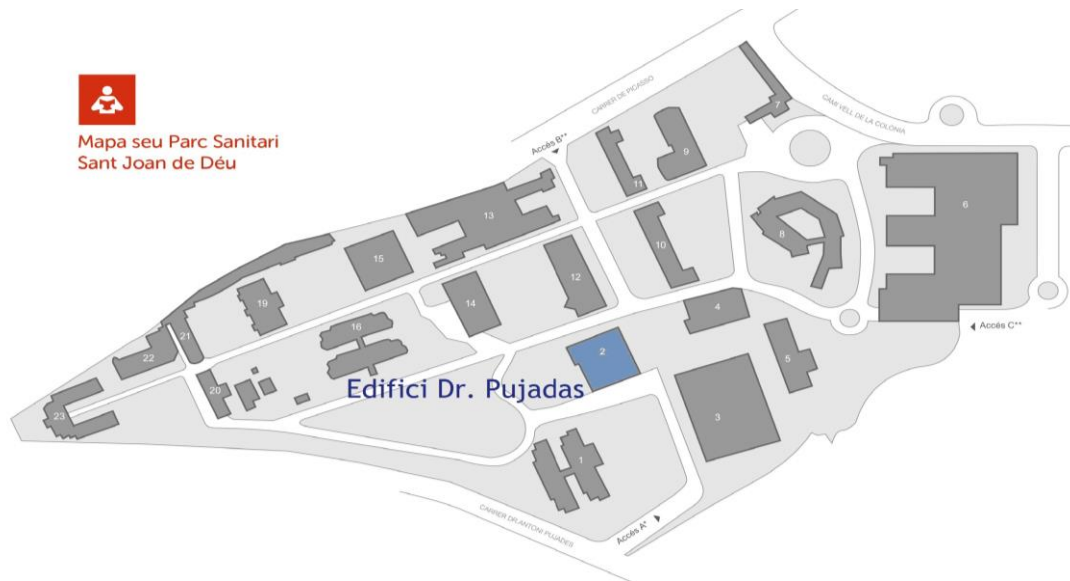 Mapa seu Parc Sanitari
Sant Joan de Déu
CARRER DE PICASSO
CAMI VELL DE LA COLONIA
Accés B**
7
9
11
13
6
8
10
15
12
19
14
16
4
21
Accés C**
22
2
5
20
Edifici Dr. Pujadas
23
3
1
CARRER DR.ANTONI PUJADES
Accés A*